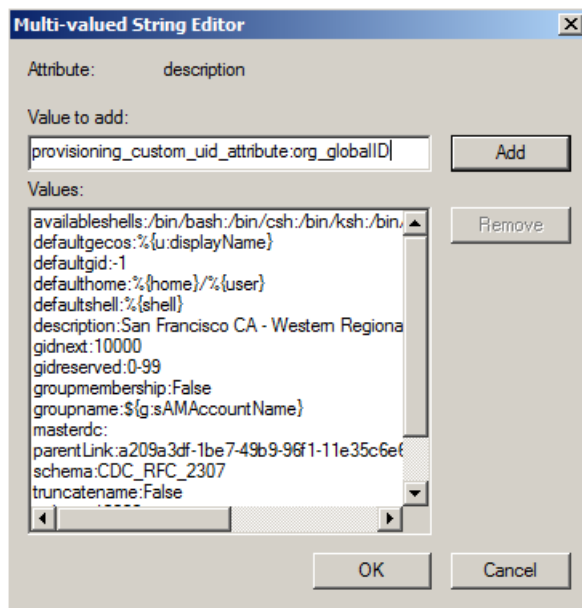 Multi-valued String Editor
Attribute: description
Value to add:
provisioning_custom_uid_attribute:org_globalID
Add
Values:
availableshells:/bin/bash:/bin/csh:/bin/ksh:/bin/
Remove
defaultgecos:%{u:displayName}
defaultgid:-1
defaulthome:%{home}/%{user}
defaultshell:%{shell}
description:San Francisco CA - Western Regiona
gidnext:10000
gidreserved:0-99
groupmembership:False
groupname:${g:sAMAccountName}
masterdc:
parentLink:a209a3df-1be7-49b9-96f1-11e35c6e6
schema:CDC_RFC_2307
truncatename:False
OK Cancel